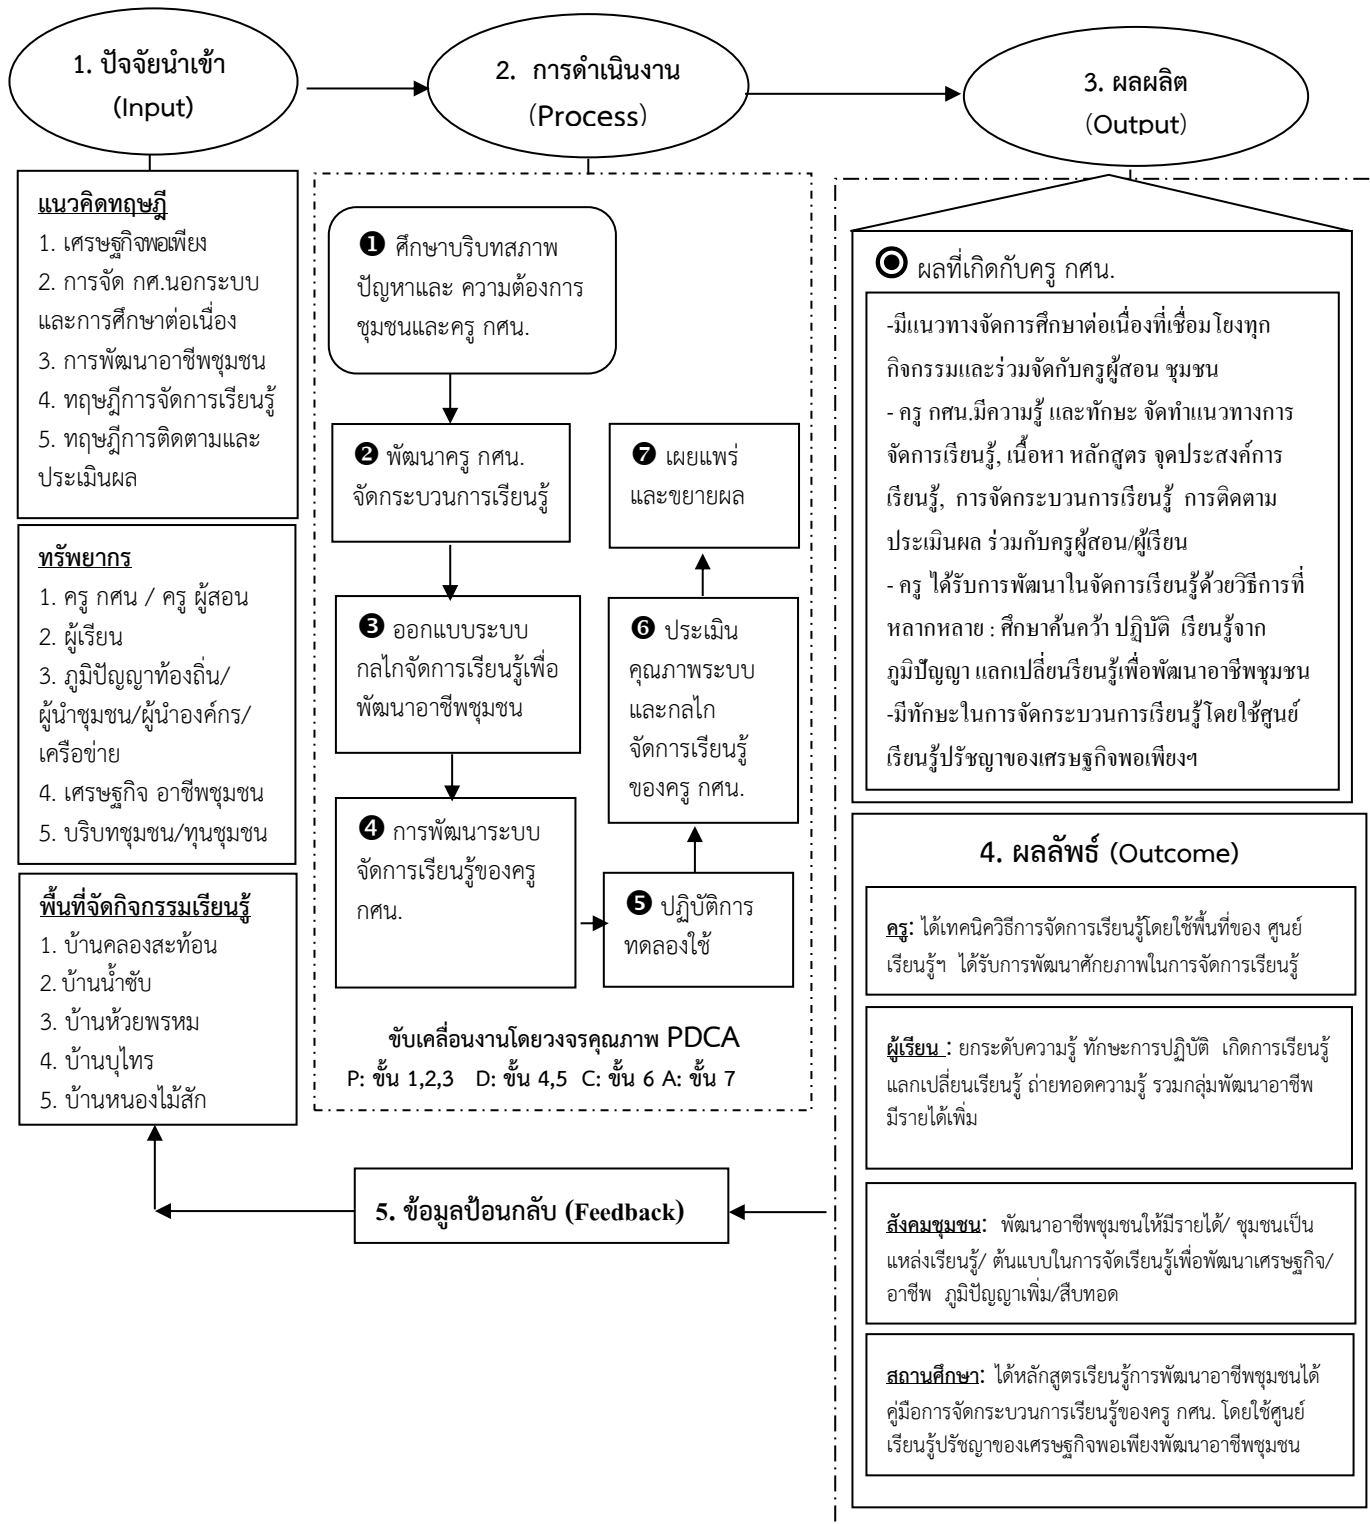 1. ปัจจัยนำเข้า
(Input)
2. การดำเนินงาน
(Process)
3. ผลผลิต
(Output)
แนวคิดทฤษฎี
1. เศรษฐกิจพอเพียง
2. การจัด กศ.นอกระบบ
และการศึกษาต่อเนื่อง
3. การพัฒนาอาชีพชุมชน
4. ทฤษฎีการจัดการเรียนรู้
5. ทฤษฎีการติดตามและ
ประเมินผล
ทรัพยากร
1. ครู กศน / ครู ผู้สอน
2. ผู้เรียน
3. ภูมิปัญญาท้องถิ่น/
ผู้นำชุมชน/ผู้นำองค์กร/
เครือข่าย
4. เศรษฐกิจ อาชีพชุมชน
5. บริบทชุมชน/ทุนชุมชน
พื้นที่จัดกิจกรรมเรียนรู้
1. บ้านคลองสะท้อน
2. บ้านน้ำซับ
3. บ้านห้วยพรหม
4. บ้านบุไทร
5. บ้านหนองไม้สัก
❶ ศึกษาบริบทสภาพ
ปัญหาและ ความต้องการ
ชุมชนและครู กศน.
❷ พัฒนาครู กศน.
จัดกระบวนการเรียนรู้
❸ ออกแบบระบบ
กลไกจัดการเรียนรู้เพื่อ
พัฒนาอาชีพชุมชน
❹ การพัฒนาระบบ
จัดการเรียนรู้ของครู
กศน.
❺ ปฏิบัติการ
ทดลองใช้
❻ ประเมิน
คุณภาพระบบ
และกลไก
จัดการเรียนรู้
ของครู กศน.
❼ เผยแพร่
และขยายผล
ขับเคลื่อนงานโดยวงจรคุณภาพ PDCA
P: ขั้น 1,2,3 D: ขั้น 4,5 C: ขั้น 6 A: ขั้น 7
ผลที่เกิดกับครู กศน.
-มีแนวทางจัดการศึกษาต่อเนื่องที่เชื่อมโยงทุก
กิจกรรมและร่วมจัดกับครูผู้สอน ชุมชน
- ครู กศน.มีความรู้ และทักษะ จัดทำแนวทางการ
จัดการเรียนรู้, เนื้อหา หลักสูตร จุดประสงค์การ
เรียนรู้, การจัดกระบวนการเรียนรู้ การติดตาม
ประเมินผล ร่วมกับครูผู้สอน/ผู้เรียน
- ครู ได้รับการพัฒนาในจัดการเรียนรู้ด้วยวิธีการที่
หลากหลาย : ศึกษาค้นคว้า ปฏิบัติ เรียนรู้จาก
ภูมิปัญญา แลกเปลี่ยนรียนรู้เพื่อพัฒนาอาชีพชุมชน
-มีทักษะในการจัดกระบวนการเรียนรู้โดยใช้ศูนย์
เรียนรู้ปรัชญาของเศรษฐกิจพอเพียงฯ
4. ผลลัพธ์ (Outcome)
ครู: ได้เทคนิควิธีการจัดการเรียนรู้โดยใช้พื้นที่ของ ศูนย์
เรียนรู้ฯ ได้รับการพัฒนาศักยภาพในการจัดการเรียนรู้
ผู้เรียน : ยกระดับความรู้ ทักษะการปฏิบัติ เกิดการเรียนรู้
แลกเปลี่ยนเรียนรู้ ถ่ายทอดความรู้ รวมกลุ่มพัฒนาอาชีพ
มีรายได้เพิ่ม
สังคมชุมชน: พัฒนาอาชีพชุมชนให้มีรายได้/ ชุมชนเป็น
แหล่งเรียนรู้/ ต้นแบบในการจัดเรียนรู้เพื่อพัฒนาเศรษฐกิจ/
อาชีพ ภูมิปัญญาเพิ่ม/สืบทอด
สถานศึกษา: ได้หลักสูตรเรียนรู้การพัฒนาอาชีพชุมชนได้
คู่มือการจัดกระบวนการเรียนรู้ของครู กศน. โดยใช้ศูนย์
เรียนรู้ปรัชญาของเศรษฐกิจพอเพียงพัฒนาอาชีพชุมชน
5. ข้อมูลป้อนกลับ (Feedback)